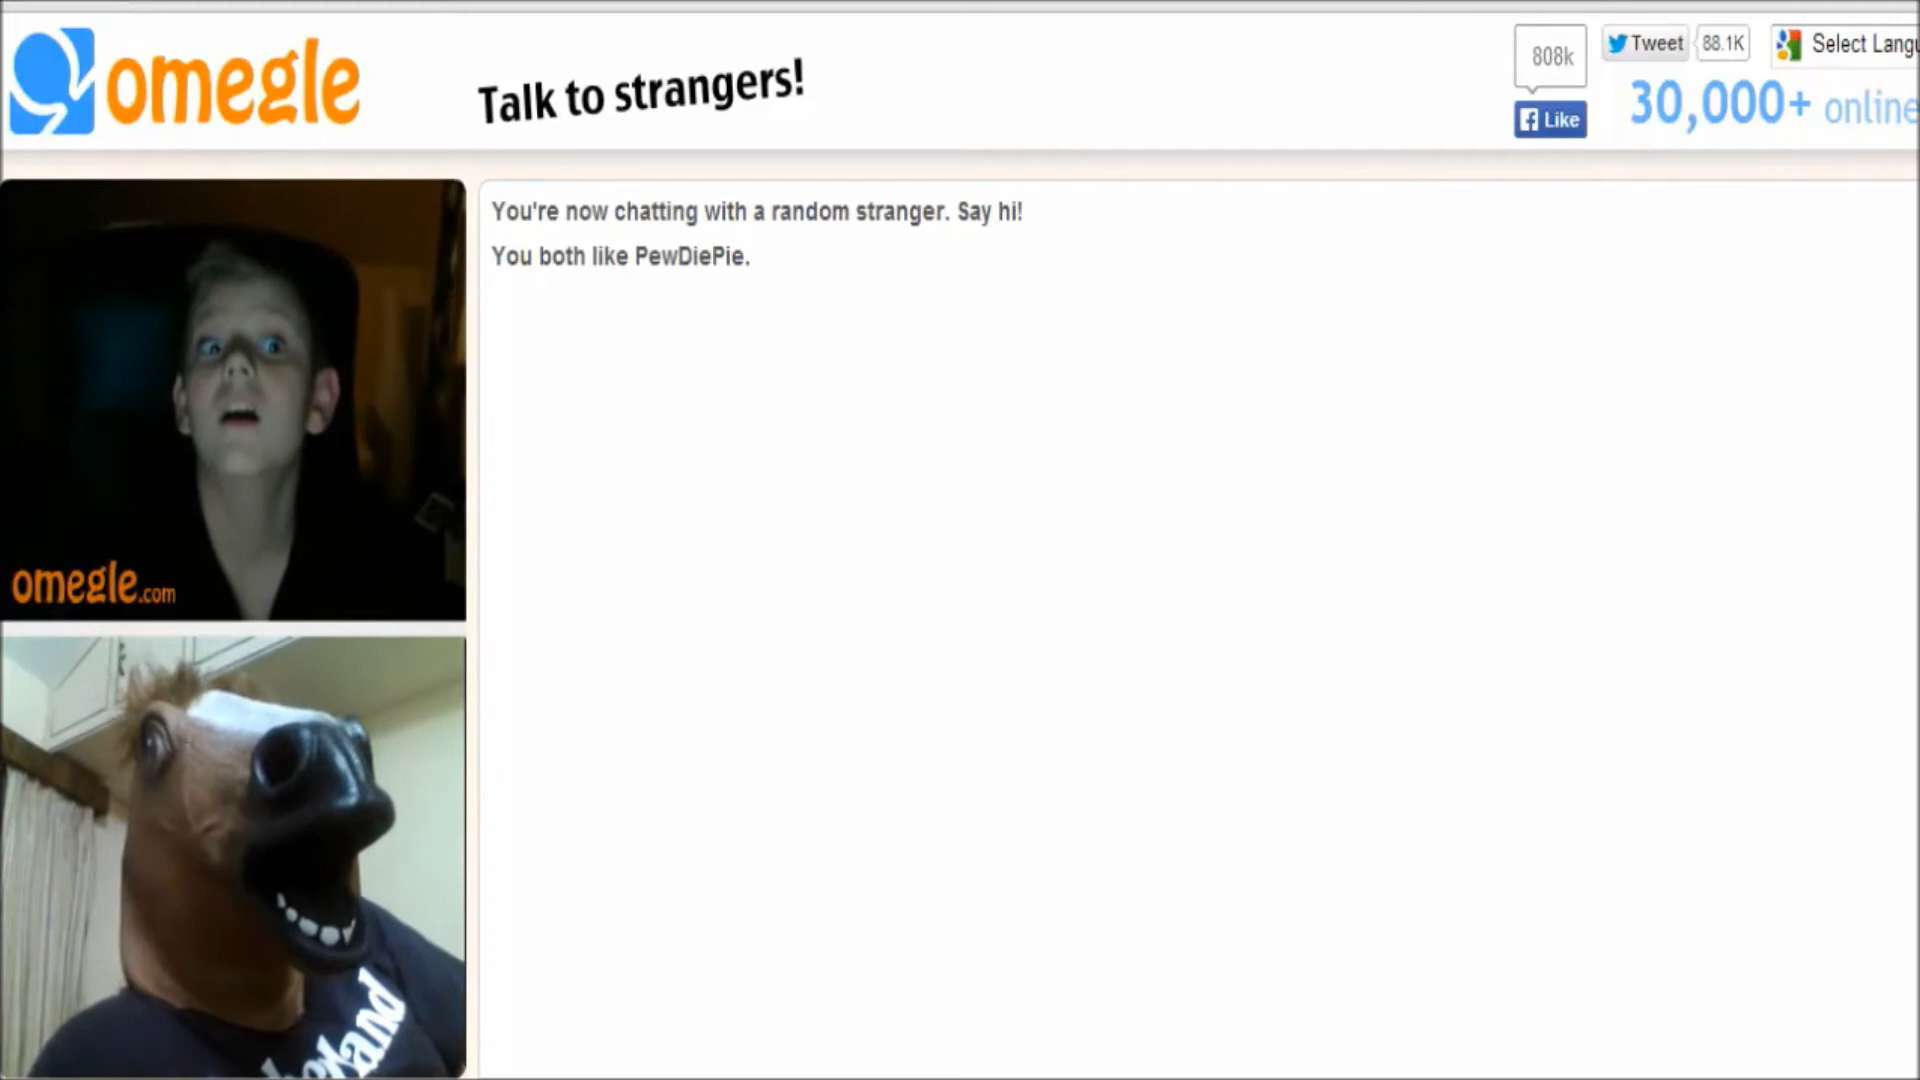 omegle
Talk to strangers!
808k
Like
Tweet
88.1K
Select Langu
30,000+ online
You're now chatting with a random stranger. Say hi!
You both like PewDiePie.
omegle.com